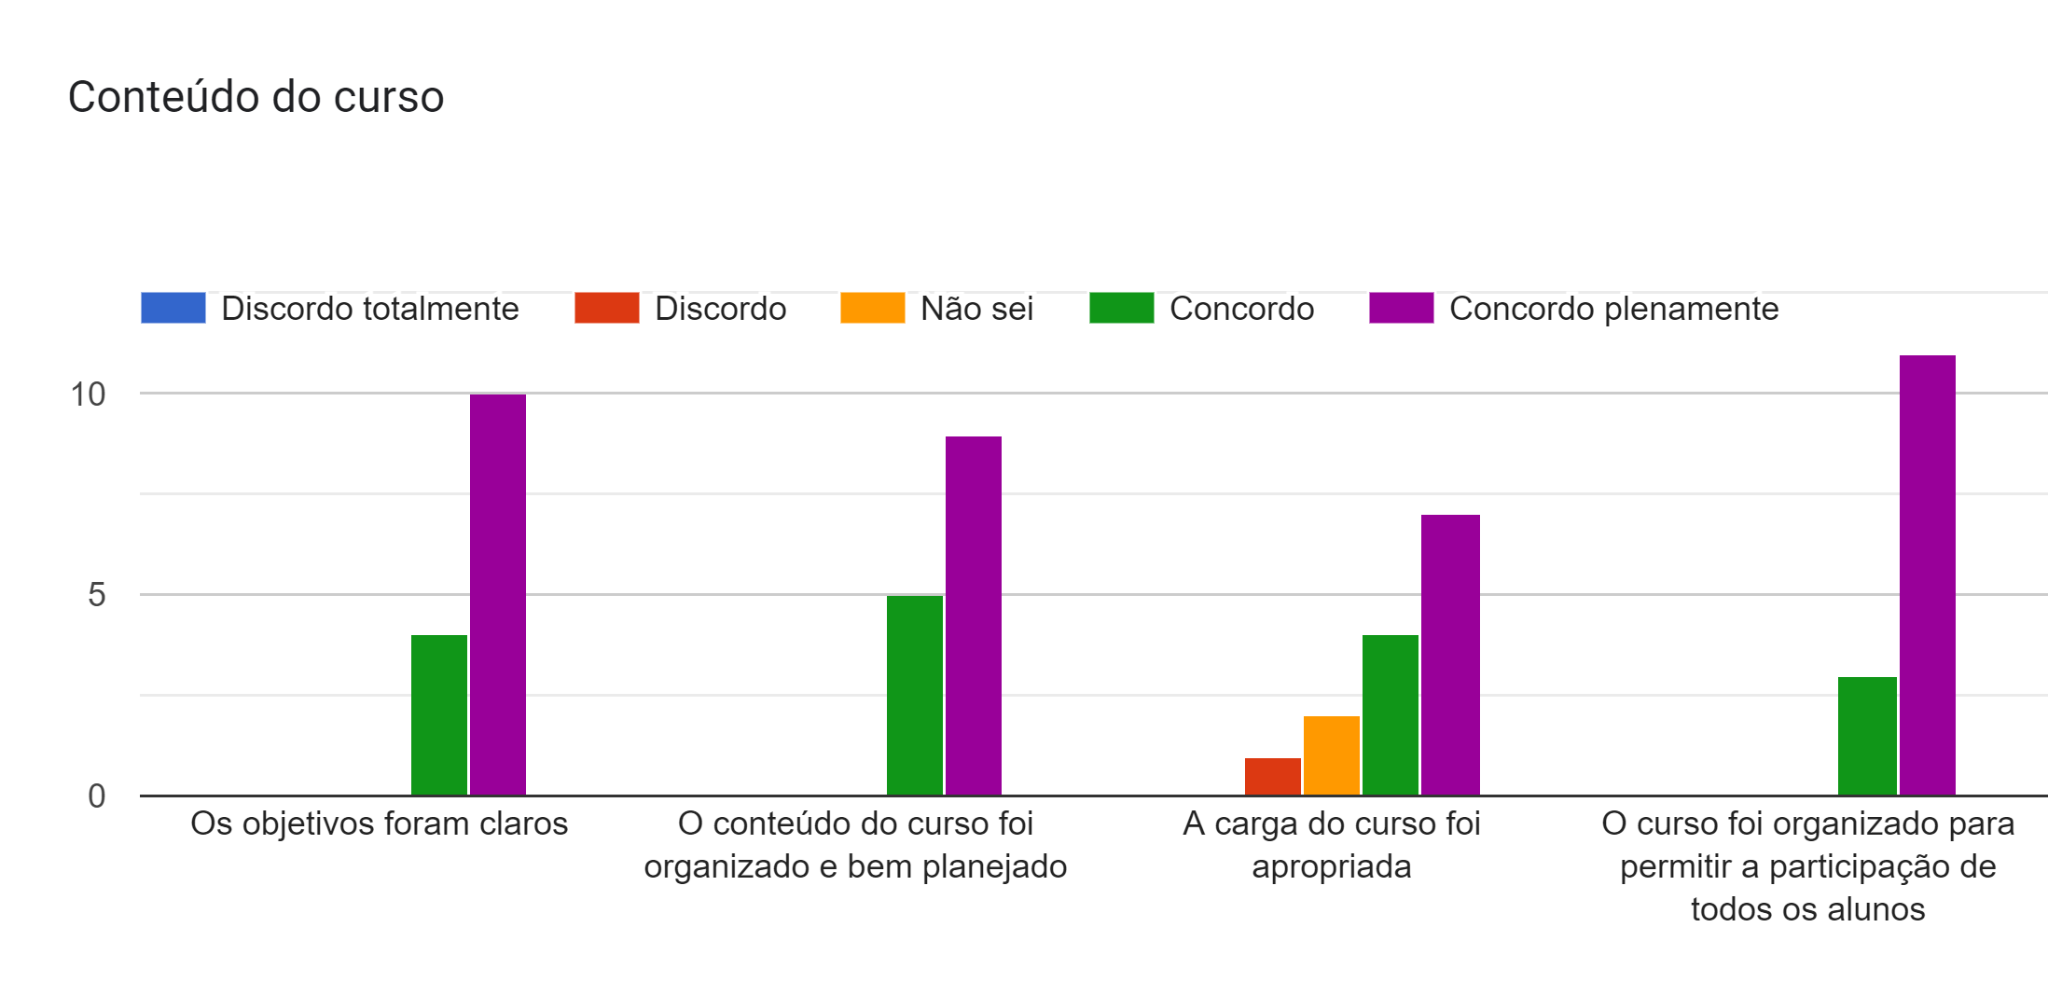 Conteúdo do curso
Discordo totalmente Discordo Não sei Concordo Concordo plenamente
10
5
0
Os objetivos foram claros
O conteúdo do curso foi
organizado e bem planejado
A carga do curso foi
apropriada
O curso foi organizado para
permitir a participação de
todos os alunos